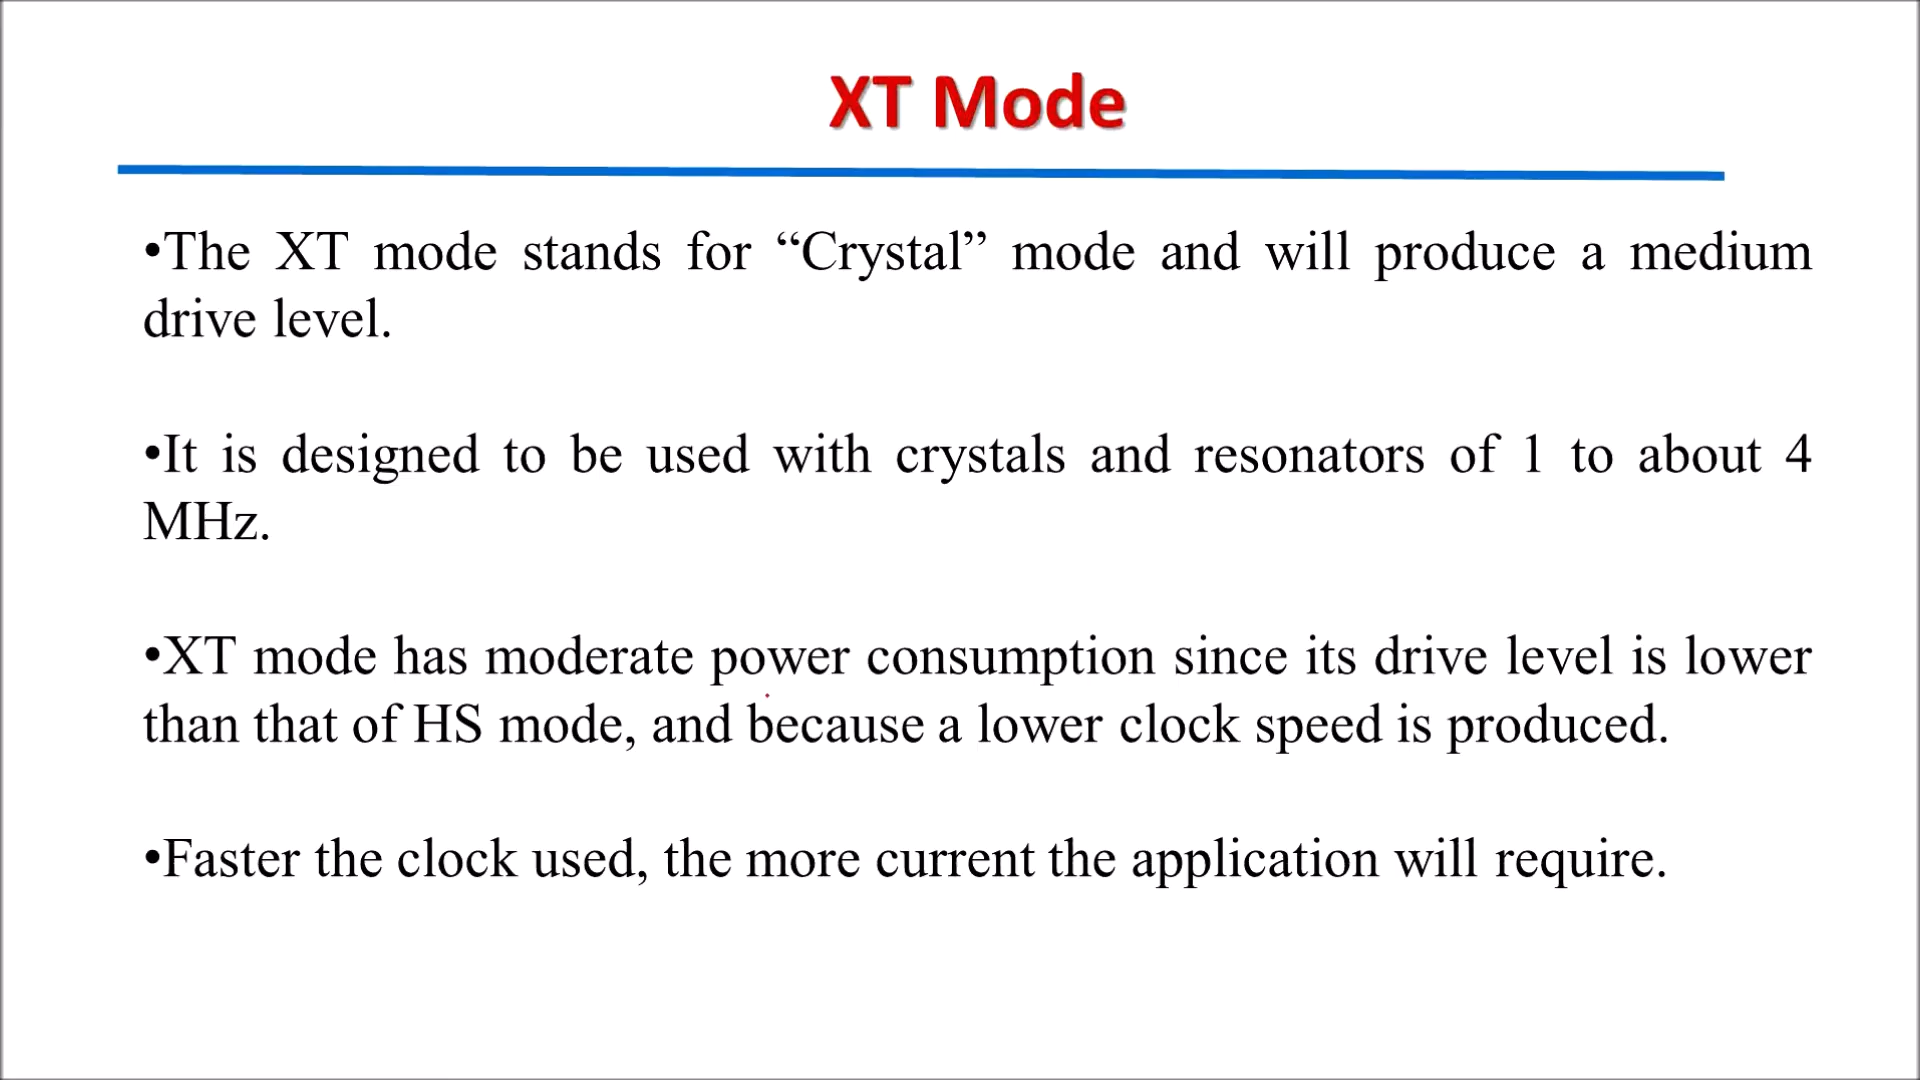 XT Mode
•The XT mode stands for “Crystal” mode and will produce a medium
drive level.
•It is designed to be used with crystals and resonators of 1 to about 4
MHz.
•XT mode has moderate power consumption since its drive level is lower
than that of HS mode, and because a lower clock speed is produced.
•Faster the clock used, the more current the application will require.